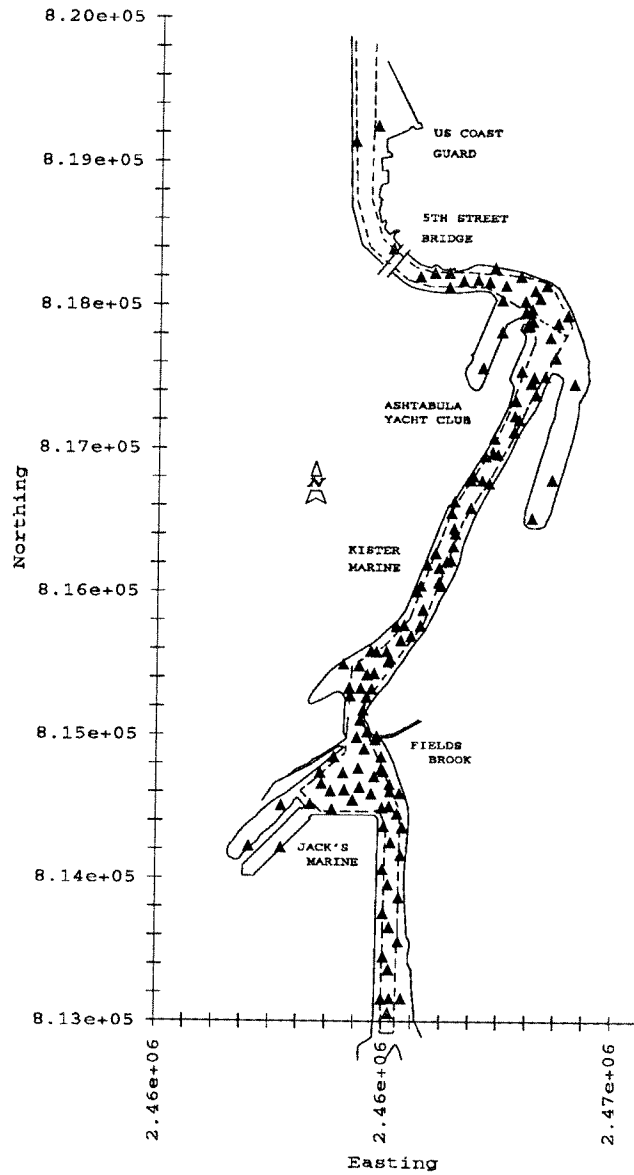 8.20e+05
US COAST
GUARD
8.19e+05
5TH STREET
BRIDGE
8.18e+05
ASHTABULA
YACHT CLUB
8.17e+05
N
Northing
KISTER
MARINE
8.16e+05
8.15e+05
FIELDS
BROOK
JACK'S
MARINE
8.14e+05
8.13e+05
2.46e+06
2.46e+06
2.47e+06
Easting